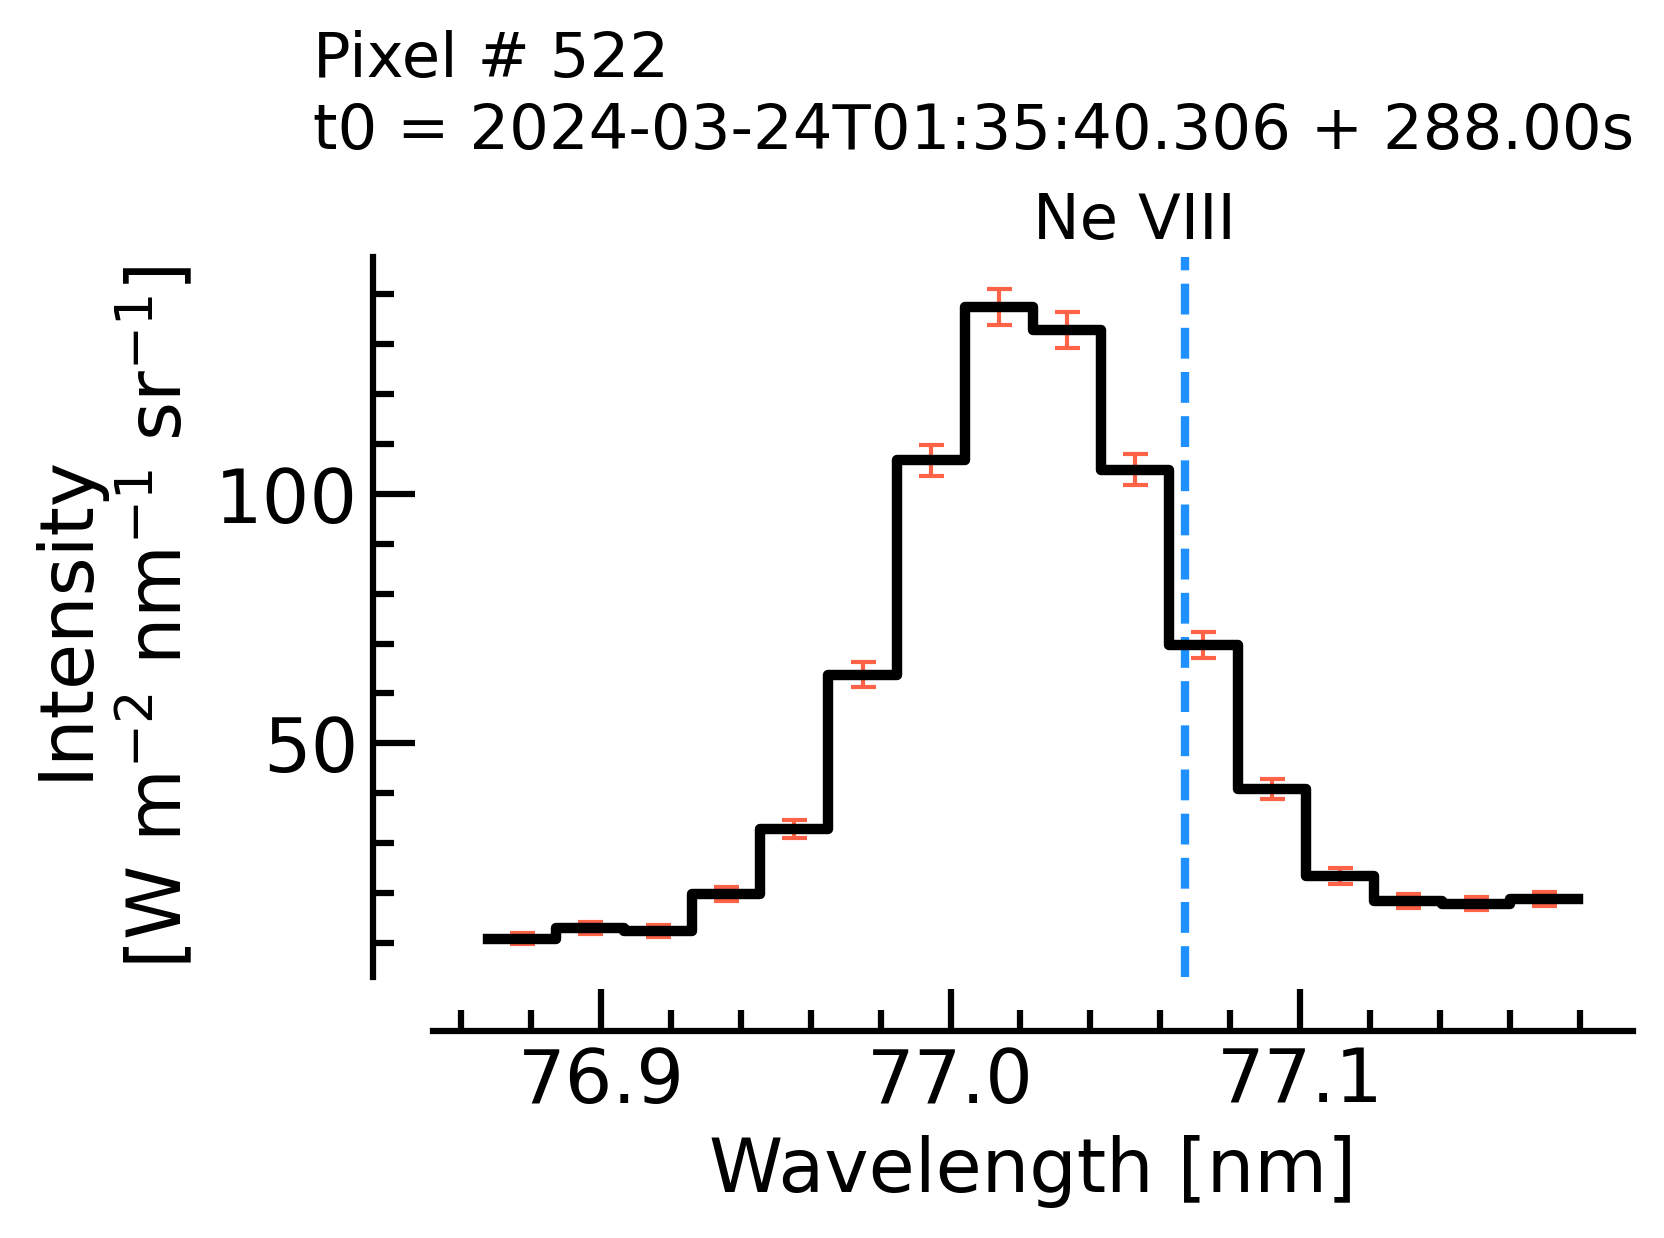 Pixel # 522
t0 = 2024-03-24T01:35:40.306 + 288.00s
Ne VIII
Intensity
[W m⁻² nm⁻¹ sr⁻¹]
100
50
76.9 77.0 77.1
Wavelength [nm]